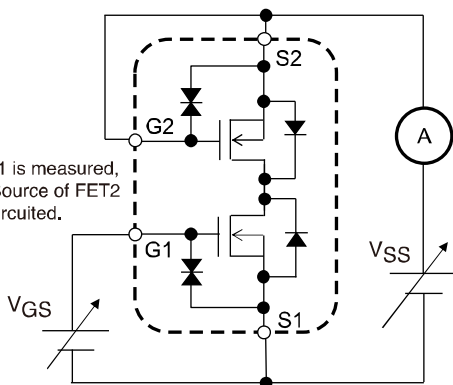 S2
G2
A
1 is measured,
Source of FET2
rcuited.
G1
VSS
VGS
S1